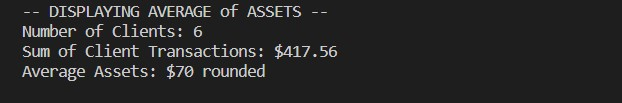 -- DISPLAYING AVERAGE of ASSETS --
Number of Clients: 6
Sum of Client Transactions: $417.56
Average Assets: $70 rounded